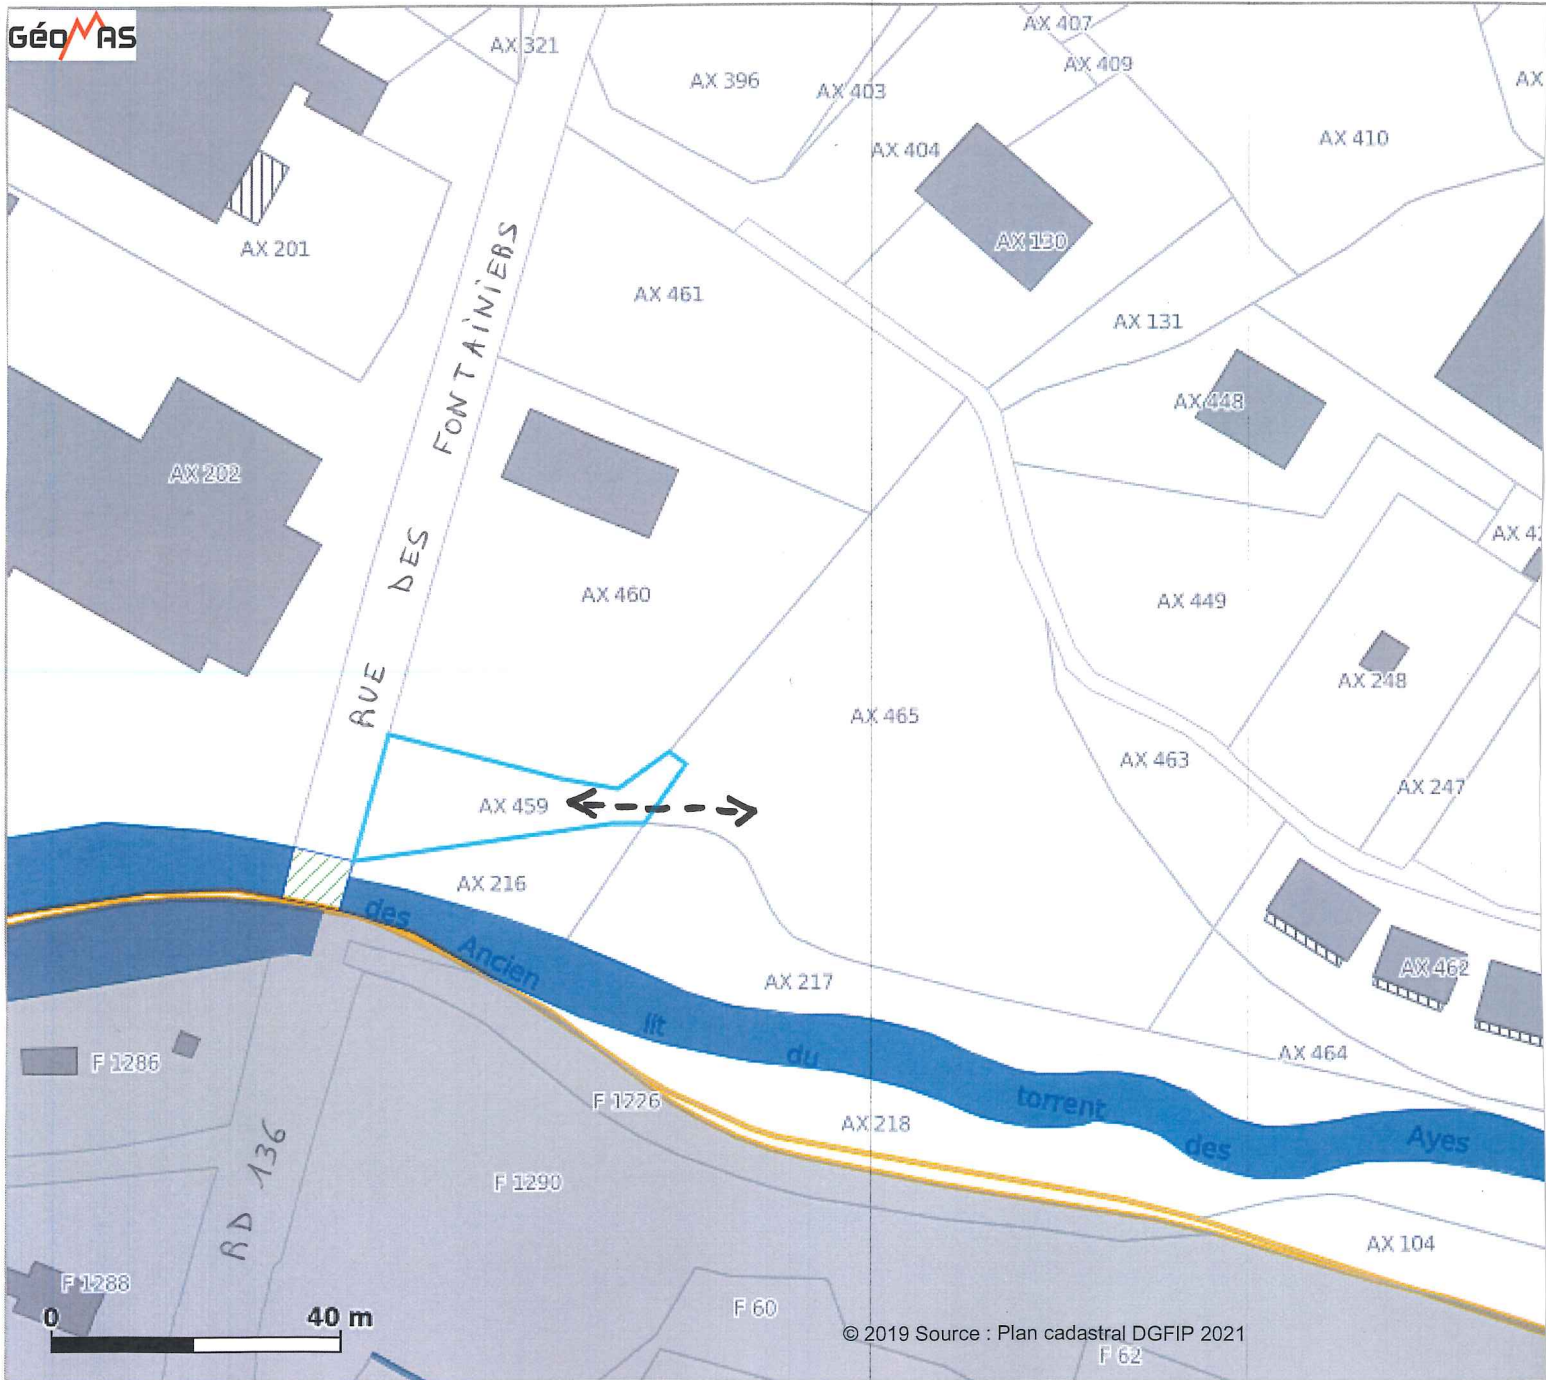 GéoMAS
AX 321
AX 396
AX 403
AX 407
AX 409
AX
AX 404
AX 410
AX 201
AX 130
AX 461
AX 131
RUE DES FONTAINIERS
AX 448
AX 202
AX 460
AX 449
AX 248
AX 465
AX 463
AX 247
AX 459
AX 216
des
Ancien
lit
du
torrent
des
Ayes
AX 217
AX 462
AX 464
F 1286
F 1226
AX 218
RD 136
F 1290
AX 104
F 1288
F 60
0 40 m
© 2019 Source : Plan cadastral DGFIP 2021
F 62